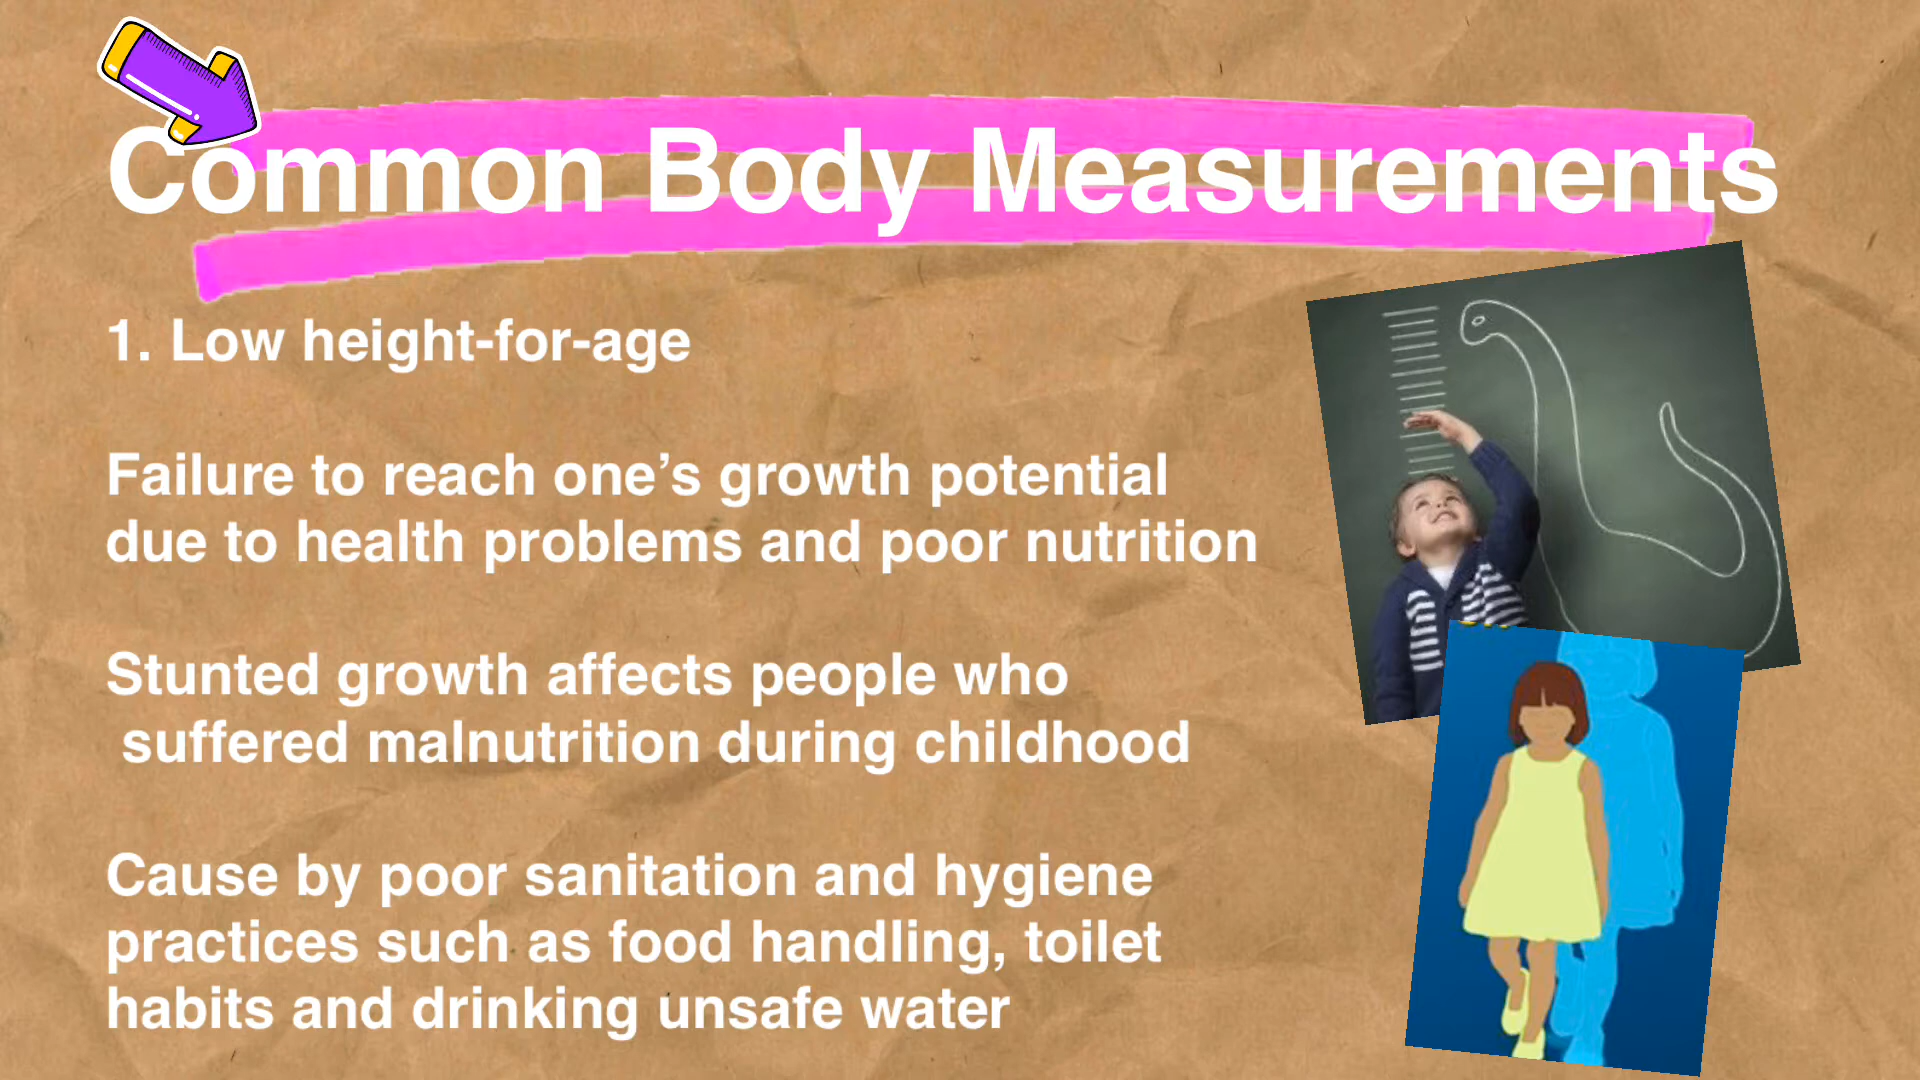 Common Body Measurements
1. Low height-for-age
Failure to reach one’s growth potential
due to health problems and poor nutrition
Stunted growth affects people who
suffered malnutrition during childhood
Cause by poor sanitation and hygiene
practices such as food handling, toilet
habits and drinking unsafe water